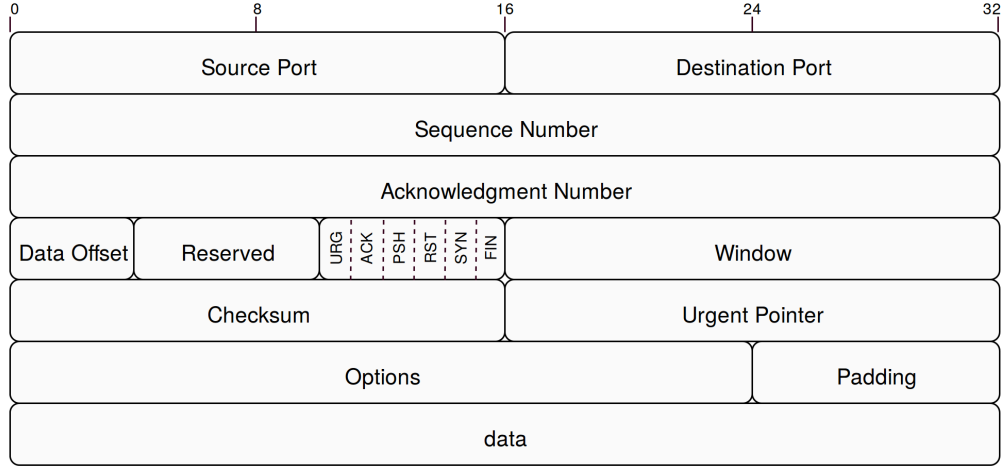 0 8 16 24 32
Source Port Destination Port
Sequence Number
Acknowledgment Number
Data Offset Reserved URG ACK PSH RST SYN FIN Window
Checksum Urgent Pointer
Options Padding
data